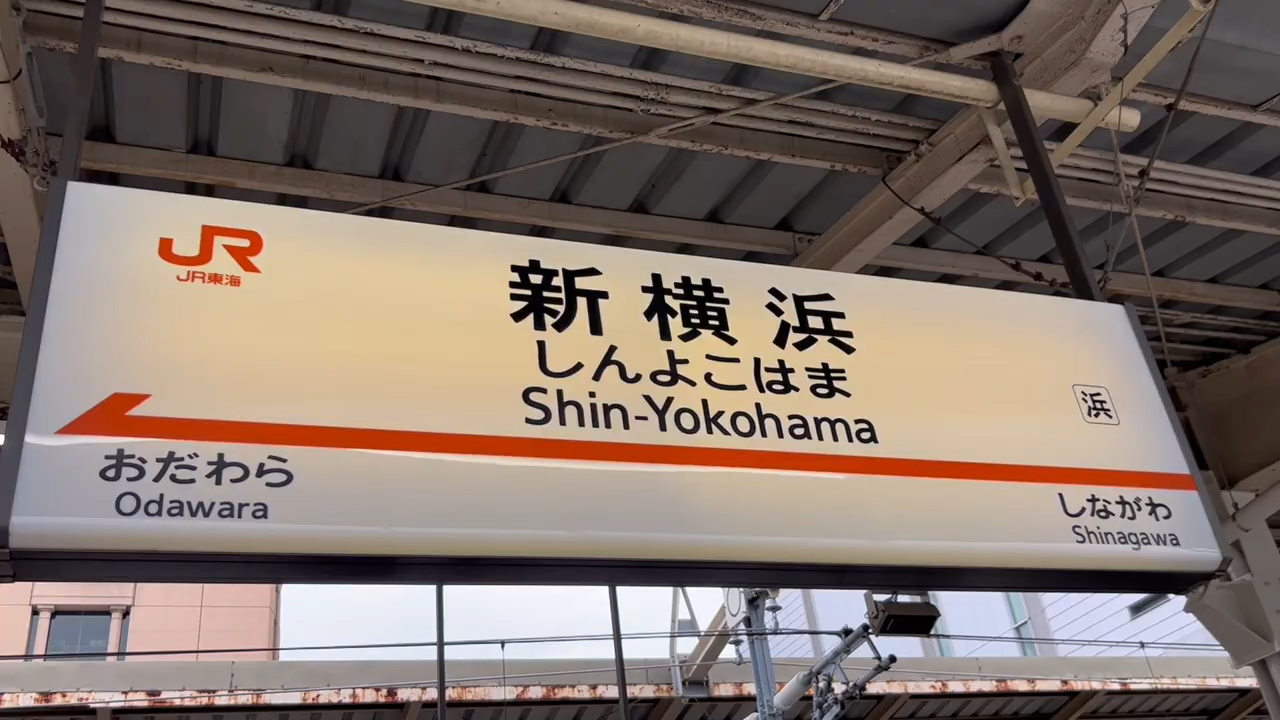 JR
JR東海
新横浜
しんよこはま
Shin-Yokohama
浜
おだわら
Odawara
しながわ
Shinagawa